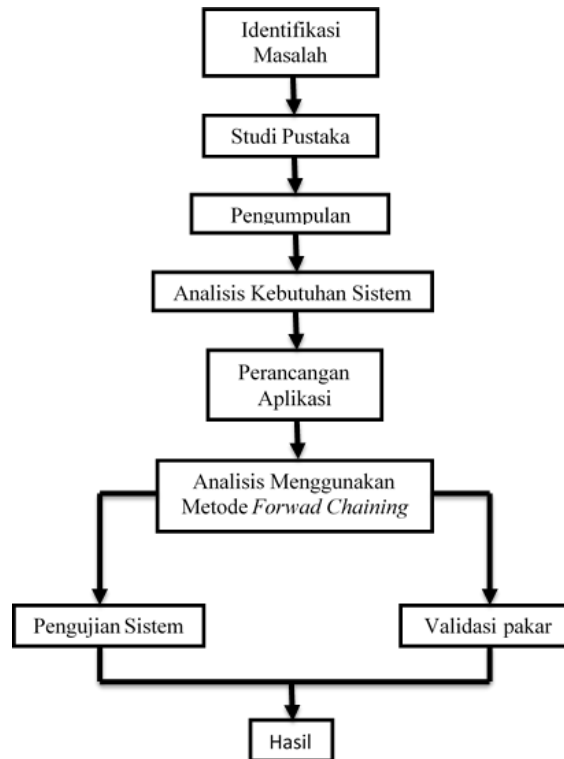 Identifikasi
Masalah
Studi Pustaka
Pengumpulan
Analisis Kebutuhan Sistem
Perancangan
Aplikasi
Analisis Menggunakan
Metode Forwad Chaining
Pengujian Sistem
Validasi pakar
Hasil